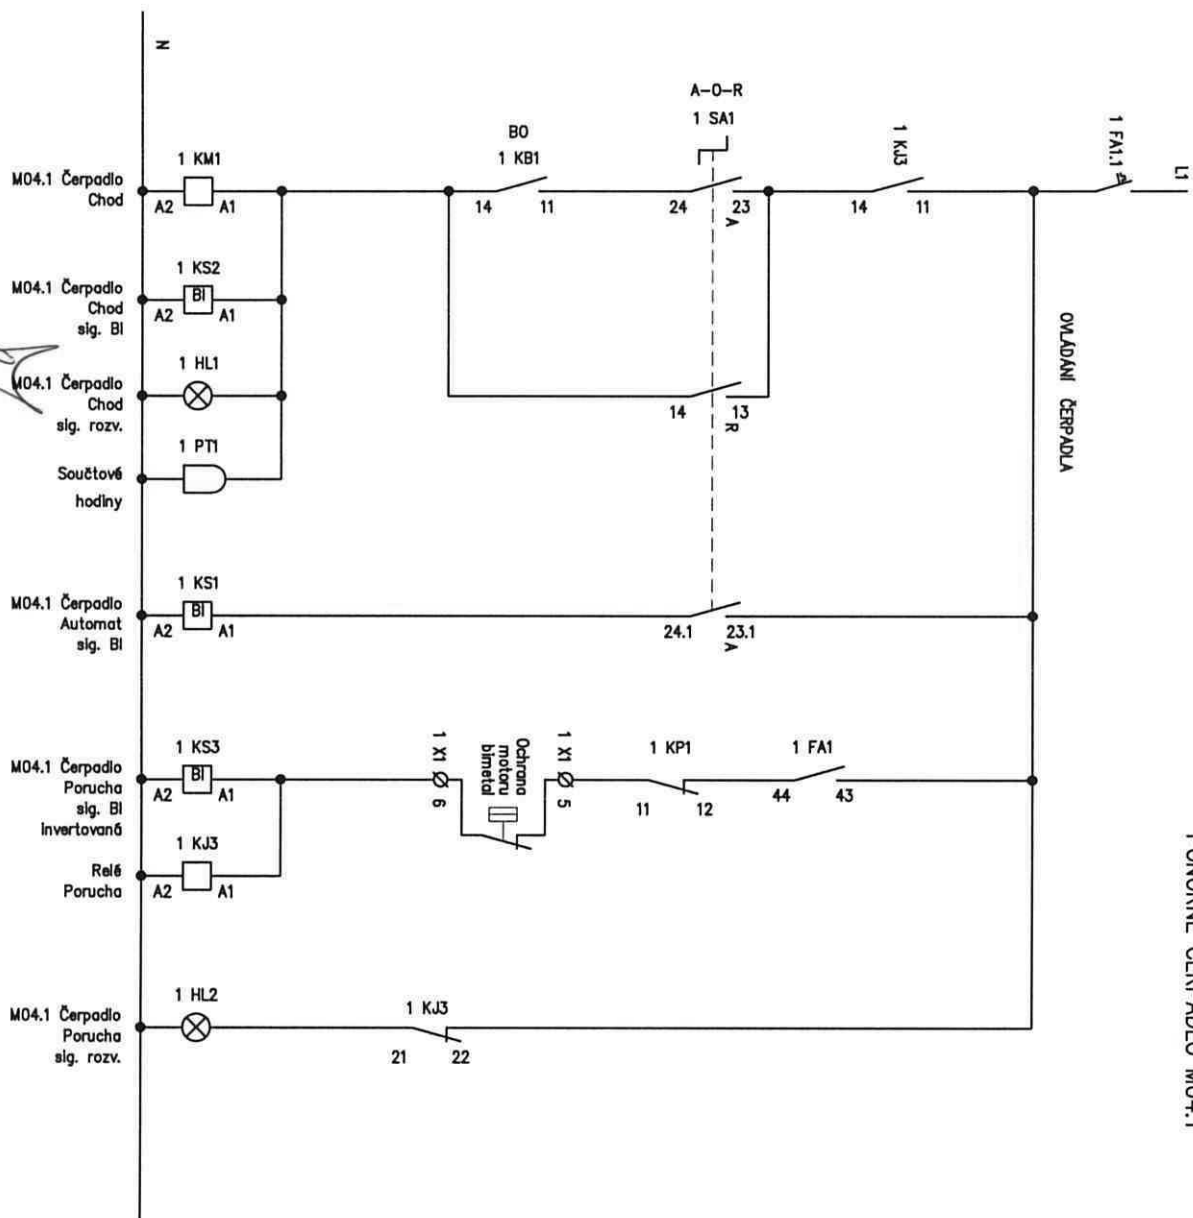 N
L1
1 FA1.1
A-O-R
1 SA1
BO
1 KB1
1 KJ3
1 KM1
M04.1 Čerpadlo
Chod
A2
A1
14
11
24
23
A
14
11
1 KS2
BI
M04.1 Čerpadlo
Chod
sig. BI
A2
A1
OVLÁDÁNÍ ČERPADLA
1 HL1
M04.1 Čerpadlo
Chod
sig. rozv.
14
13
R
1 PT1
Součtové
hodiny
1 KS1
BI
M04.1 Čerpadlo
Automat
sig. BI
A2
A1
24.1
23.1
A
1 KS3
BI
M04.1 Čerpadlo
Porucha
sig. BI
invertovaná
A2
A1
1 X1
6
Ochrana
motoru
bimetal
1 X1
5
1 KP1
11
12
1 FA1
44
43
1 KJ3
Relé
Porucha
A2
A1
1 HL2
M04.1 Čerpadlo
Porucha
sig. rozv.
1 KJ3
21
22